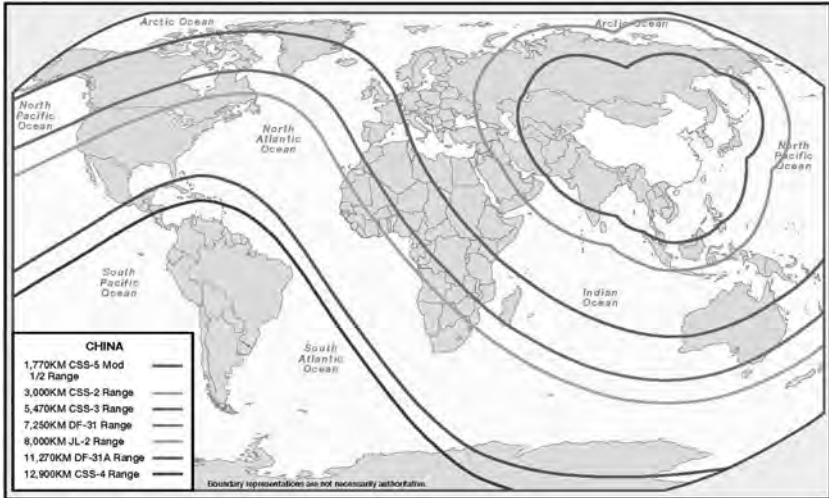 Arctic Ocean
Arctic Ocean
North
Pacific
Ocean
North
Atlantic
Ocean
North
Pacific
Ocean
South
Pacific
Ocean
Indian
Ocean
South
Atlantic
Ocean
CHINA
1,770KM CSS-5 Mod
1/2 Range
3,000KM CSS-2 Range
5,470KM CSS-3 Range
7,250KM DF-31 Range
8,000KM JL-2 Range
11,270KM DF-31A Range
12,900KM CSS-4 Range
Boundary representations are not necessarily authoritative.